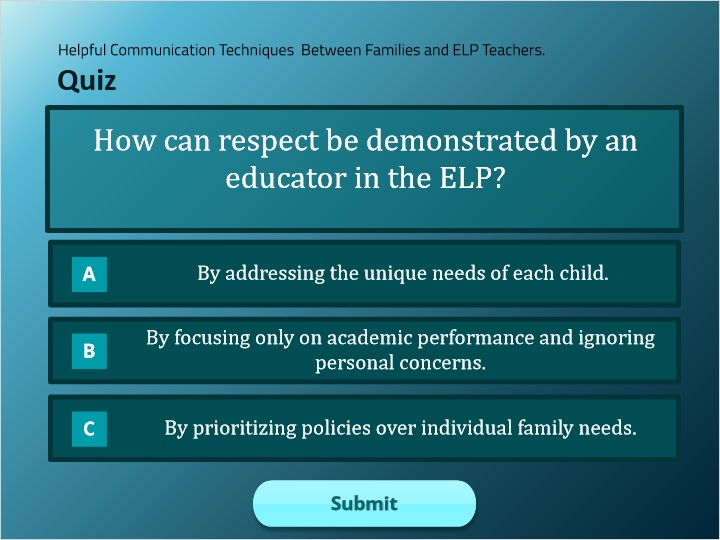 Helpful Communication Techniques  Between Families and ELP Teachers.
Quiz
How can respect be demonstrated by an
educator in the ELP?
A
By addressing the unique needs of each child.
B
By focusing only on academic performance and ignoring
personal concerns.
C
By prioritizing policies over individual family needs.
Submit